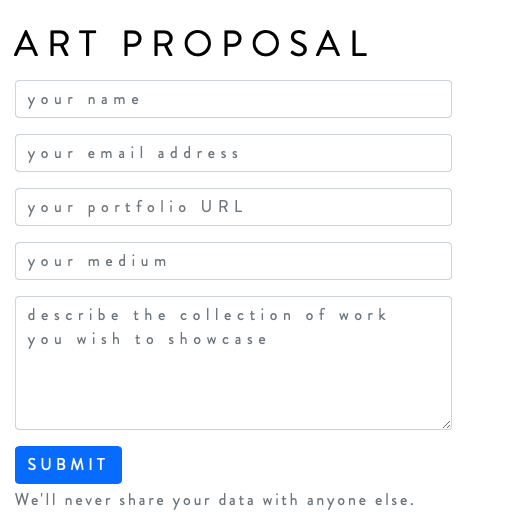 ART PROPOSAL
your name
your email address
your portfolio URL
your medium
describe the collection of work
you wish to showcase
SUBMIT
We'll never share your data with anyone else.